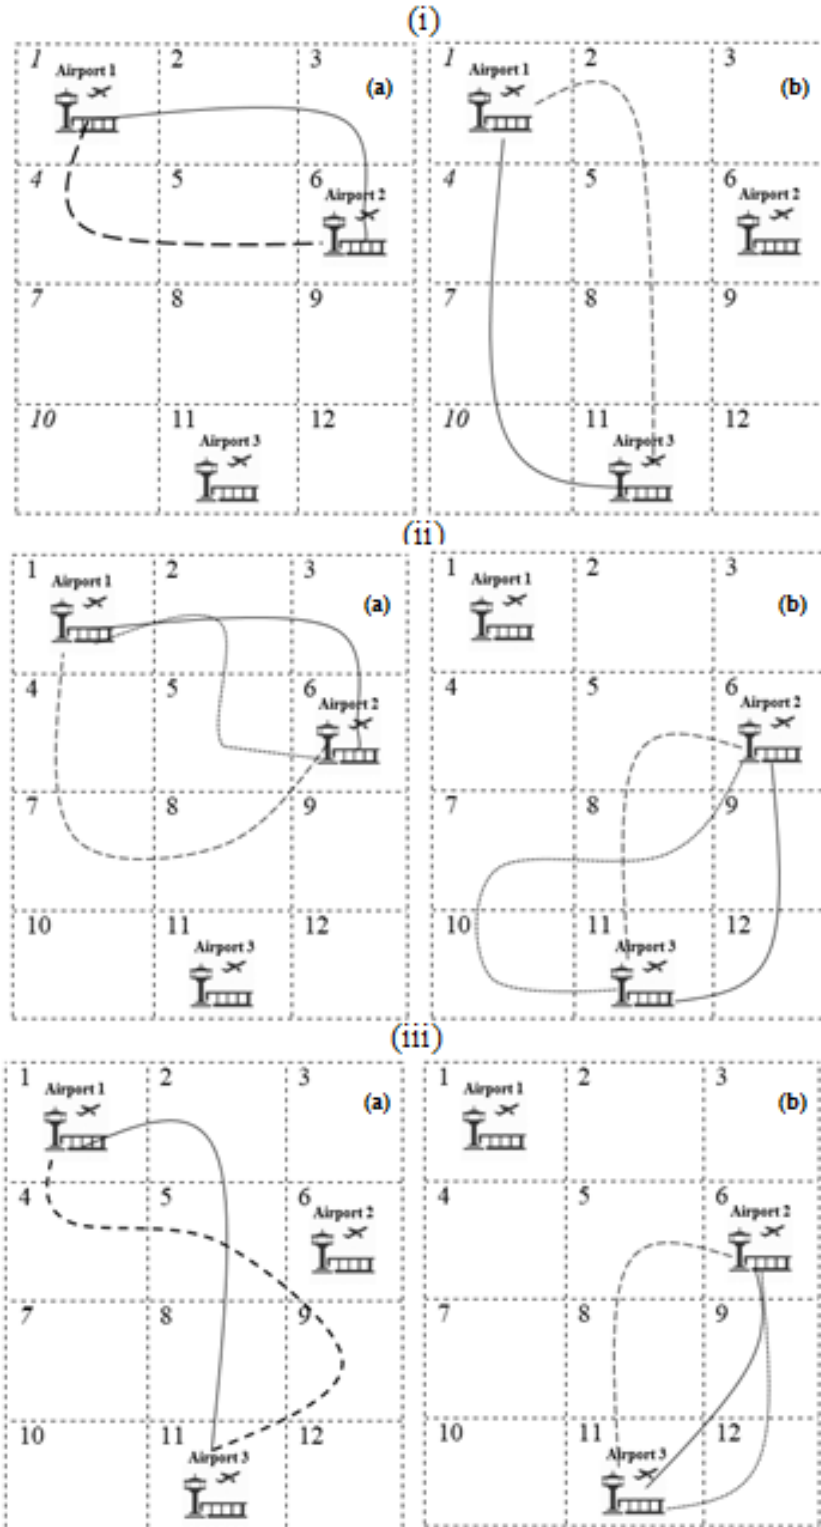 (i)
1 2 3 1 2 3
Airport 1 (a) Airport 1 (b)
4 5 6 4 5 6
Airport 2 Airport 2
7 8 9 7 8 9
10 11 12 10 11 12
Airport 3 Airport 3
(ii)
1 2 3 1 2 3
Airport 1 (a) Airport 1 (b)
4 5 6 4 5 6
Airport 2 Airport 2
7 8 9 7 8 9
10 11 12 10 11 12
Airport 3 Airport 3
(iii)
1 2 3 1 2 3
Airport 1 (a) Airport 1 (b)
4 5 6 4 5 6
Airport 2 Airport 2
7 8 9 7 8 9
10 11 12 10 11 12
Airport 3 Airport 3